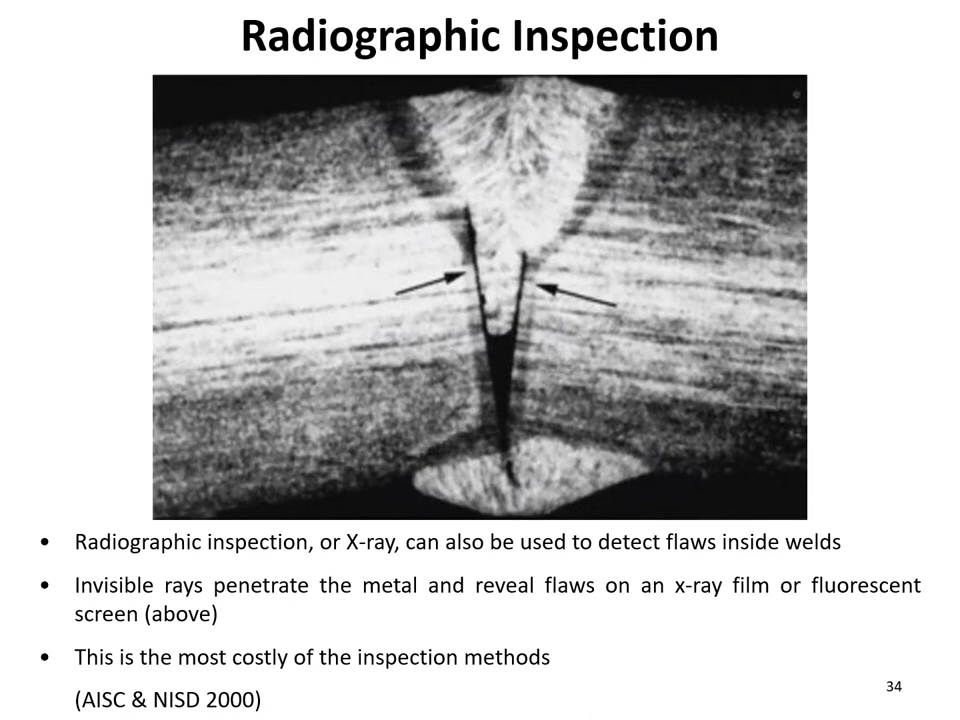 Radiographic Inspection
• Radiographic inspection, or X-ray, can also be used to detect flaws inside welds
• Invisible rays penetrate the metal and reveal flaws on an x-ray film or fluorescent
screen (above)
• This is the most costly of the inspection methods
(AISC & NISD 2000)
34